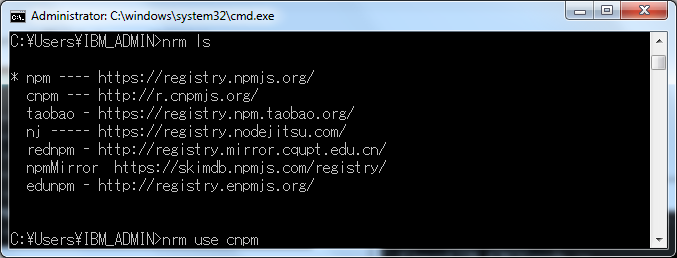 Administrator: C:\windows\system32\cmd.exe
C:¥Users¥IBM_ADMIN>nrm ls
* npm ---- https://registry.npmjs.org/
cnpm --- http://r.cnpmjs.org/
taobao - https://registry.npm.taobao.org/
nj ----- https://registry.nodejitsu.com/
rednpm - http://registry.mirror.cqupt.edu.cn/
npmMirror  https://skimdb.npmjs.com/registry/
edunpm - http://registry.enpmjs.org/
C:¥Users¥IBM_ADMIN>nrm use cnpm